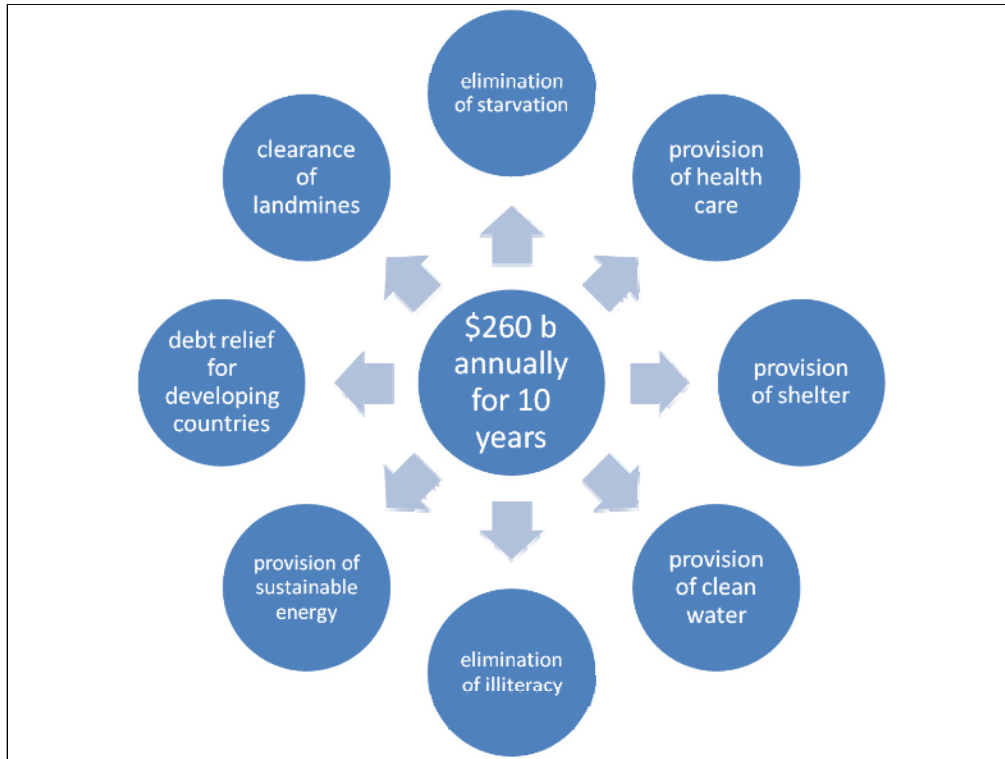 elimination
of starvation
provision
of health
care
provision
of shelter
provision
of clean
water
elimination
of illiteracy
provision of
sustainable
energy
debt relief
for
developing
countries
clearance
of
landmines
$260 b
annually
for 10
years